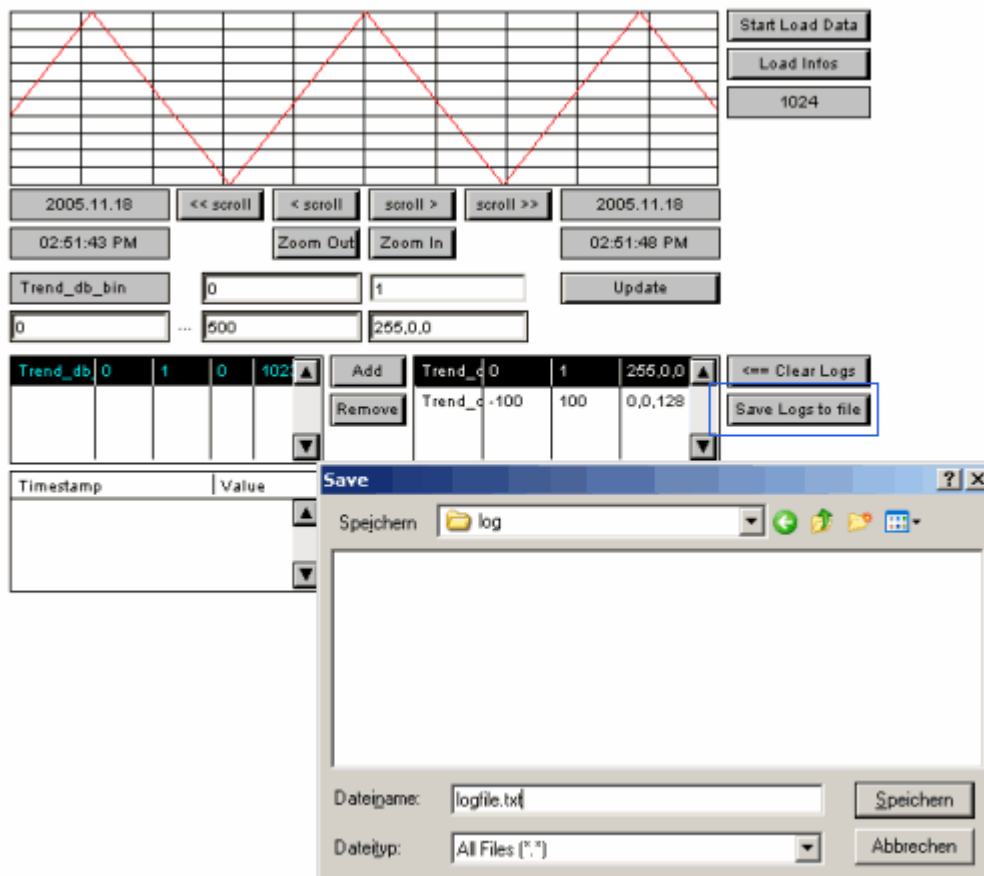 Start Load Data
Load Infos
1024
2005.11.18 << scroll < scroll scroll > scroll >> 2005.11.18
02:51:43 PM Zoom Out Zoom In 02:51:48 PM
Trend_db_bin 0 1 Update
0 ... 500 255,0,0
Trend_db 0 1 0 102 Add Trend_d 0 1 255,0,0 <== Clear Logs
Remove Trend_d -100 100 0,0,128 Save Logs to file
Timestamp Value
Save
Speichern log
Dateiname: logfile.txt Speichern
Dateityp: All Files (*.*) Abbrechen